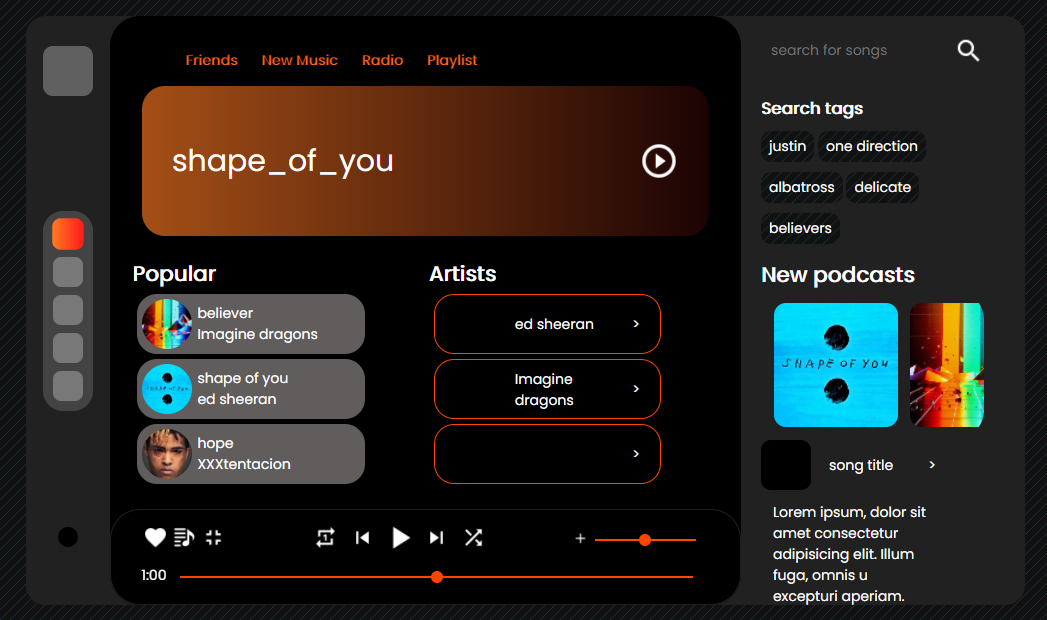 Friends New Music Radio Playlist
shape_of_you
Popular
believer
Imagine dragons
shape of you
ed sheeran
hope
XXXtentacion
Artists
ed sheeran >
Imagine
dragons >
>
+
1:00
search for songs
Search tags
justin one direction
albatross delicate
believers
New podcasts
SHAPE OF YOU
song title >
Lorem ipsum, dolor sit
amet consectetur
adipisicing elit. Illum
fuga, omnis u
excepturi aperiam.